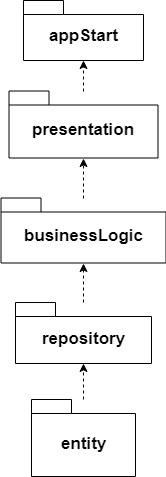 appStart
presentation
businessLogic
repository
entity